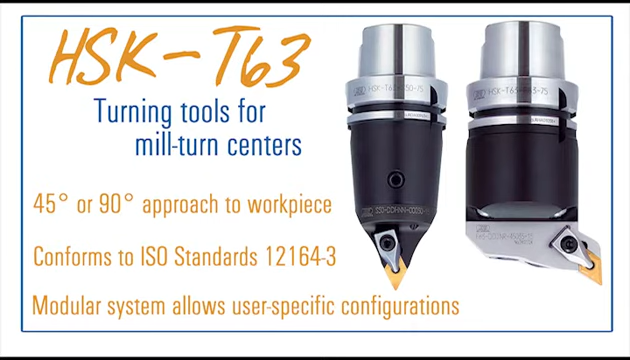 HSK-T63
Turning tools for
mill-turn centers
45° or 90° approach to workpiece
Conforms to ISO Standards 12164-3
Modular system allows user-specific configurations